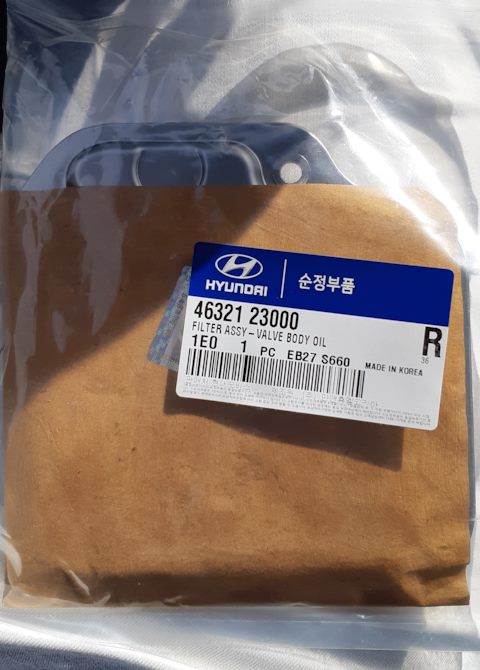 HYUNDAI
순정부품
46321 23000
FILTER ASSY-VALVE BODY OIL
1E0 1 PC EB27 S660
R
36
MADE IN KOREA